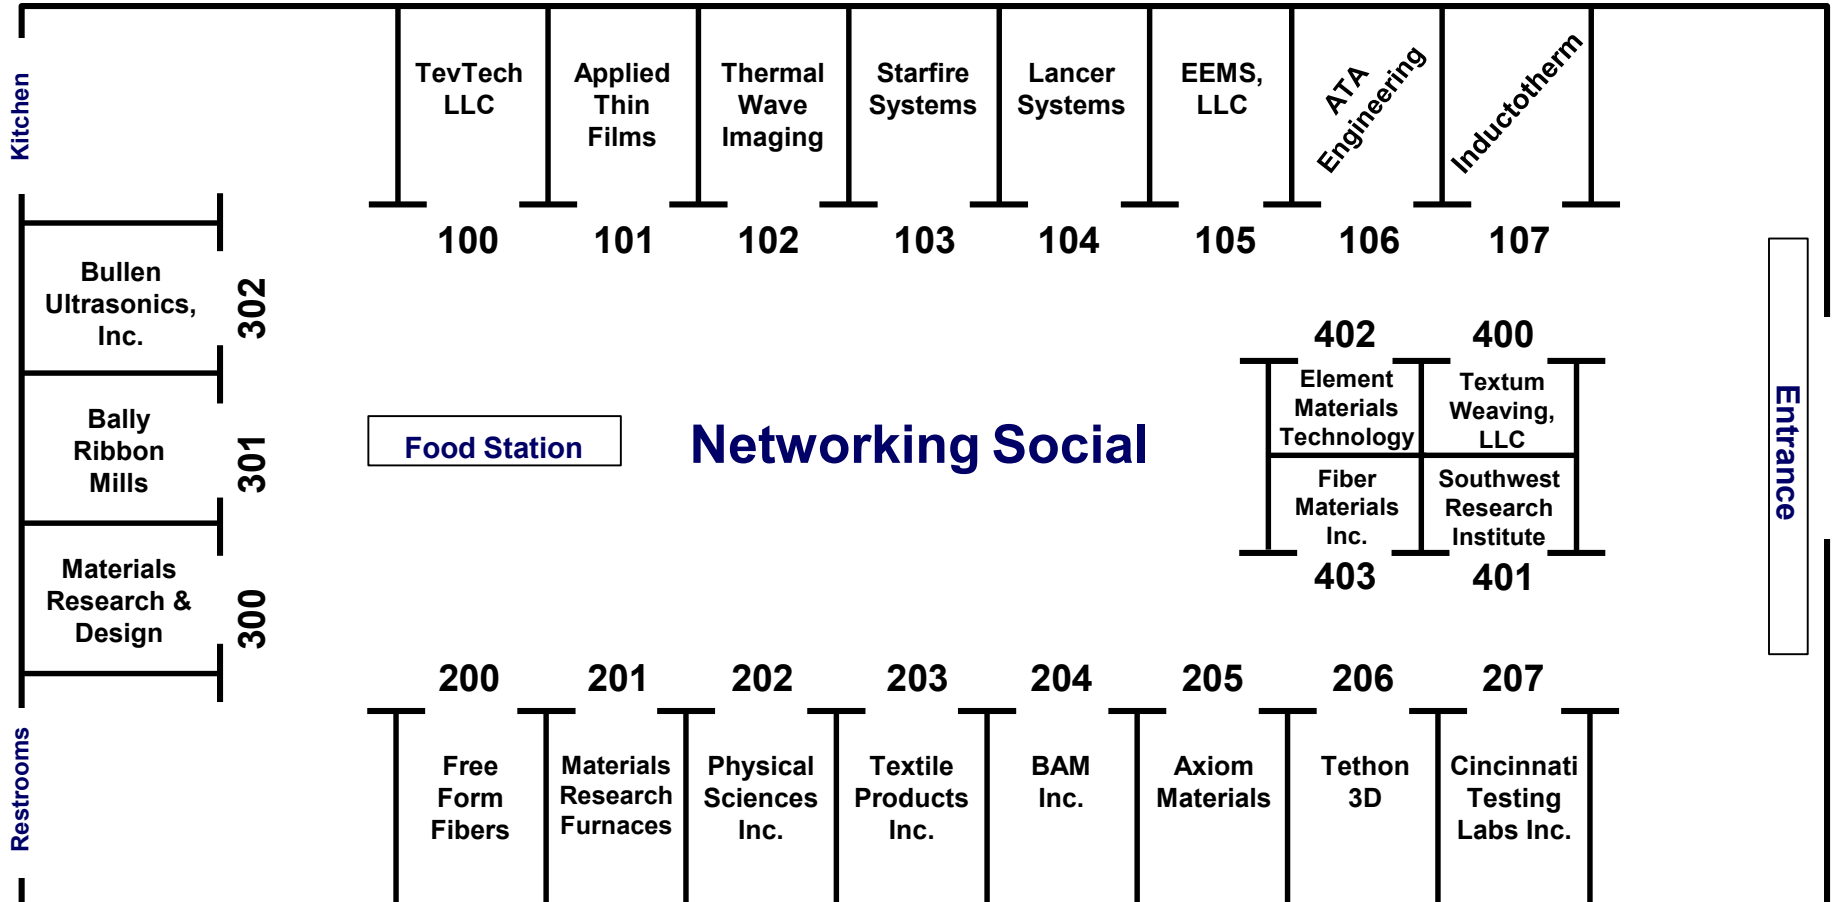 Kitchen
TevTech
LLC
Applied
Thin
Films
Thermal
Wave
Imaging
Starfire
Systems
Lancer
Systems
EEMS,
LLC
ATA
Engineering
Inductotherm
100
101
102
103
104
105
106
107
Bullen
Ultrasonics,
Inc.
302
Bally
Ribbon
Mills
301
Materials
Research &
Design
300
Food Station
Networking Social
402
400
Element
Materials
Technology
Textum
Weaving,
LLC
Fiber
Materials
Inc.
Southwest
Research
Institute
403
401
Entrance
Restrooms
200
201
202
203
204
205
206
207
Free
Form
Fibers
Materials
Research
Furnaces
Physical
Sciences
Inc.
Textile
Products
Inc.
BAM
Inc.
Axiom
Materials
Tethon
3D
Cincinnati
Testing
Labs Inc.